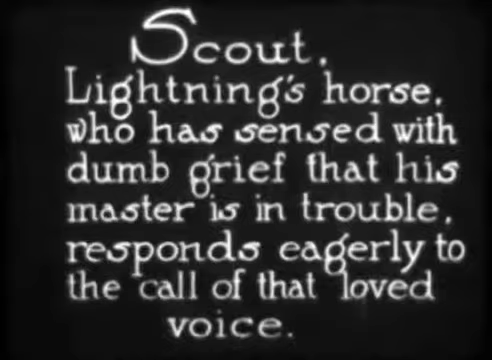 Scout,
Lightning's horse,
who has sensed with
dumb grief that his
master is in trouble,
responds eagerly to
the call of that loved
voice.